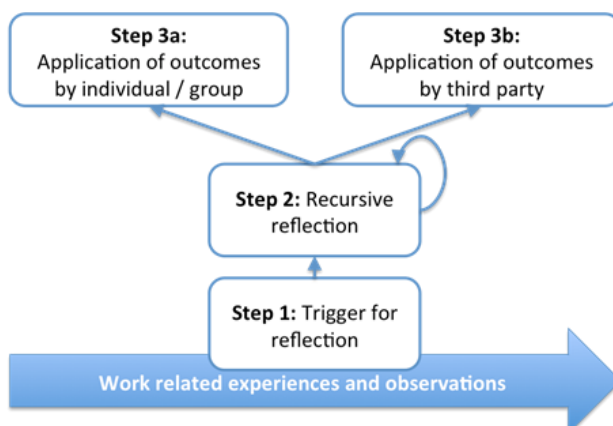 Step 3a:
Application of outcomes
by individual / group
Step 3b:
Application of outcomes
by third party
Step 2: Recursive
reflection
Step 1: Trigger for
reflection
Work related experiences and observations